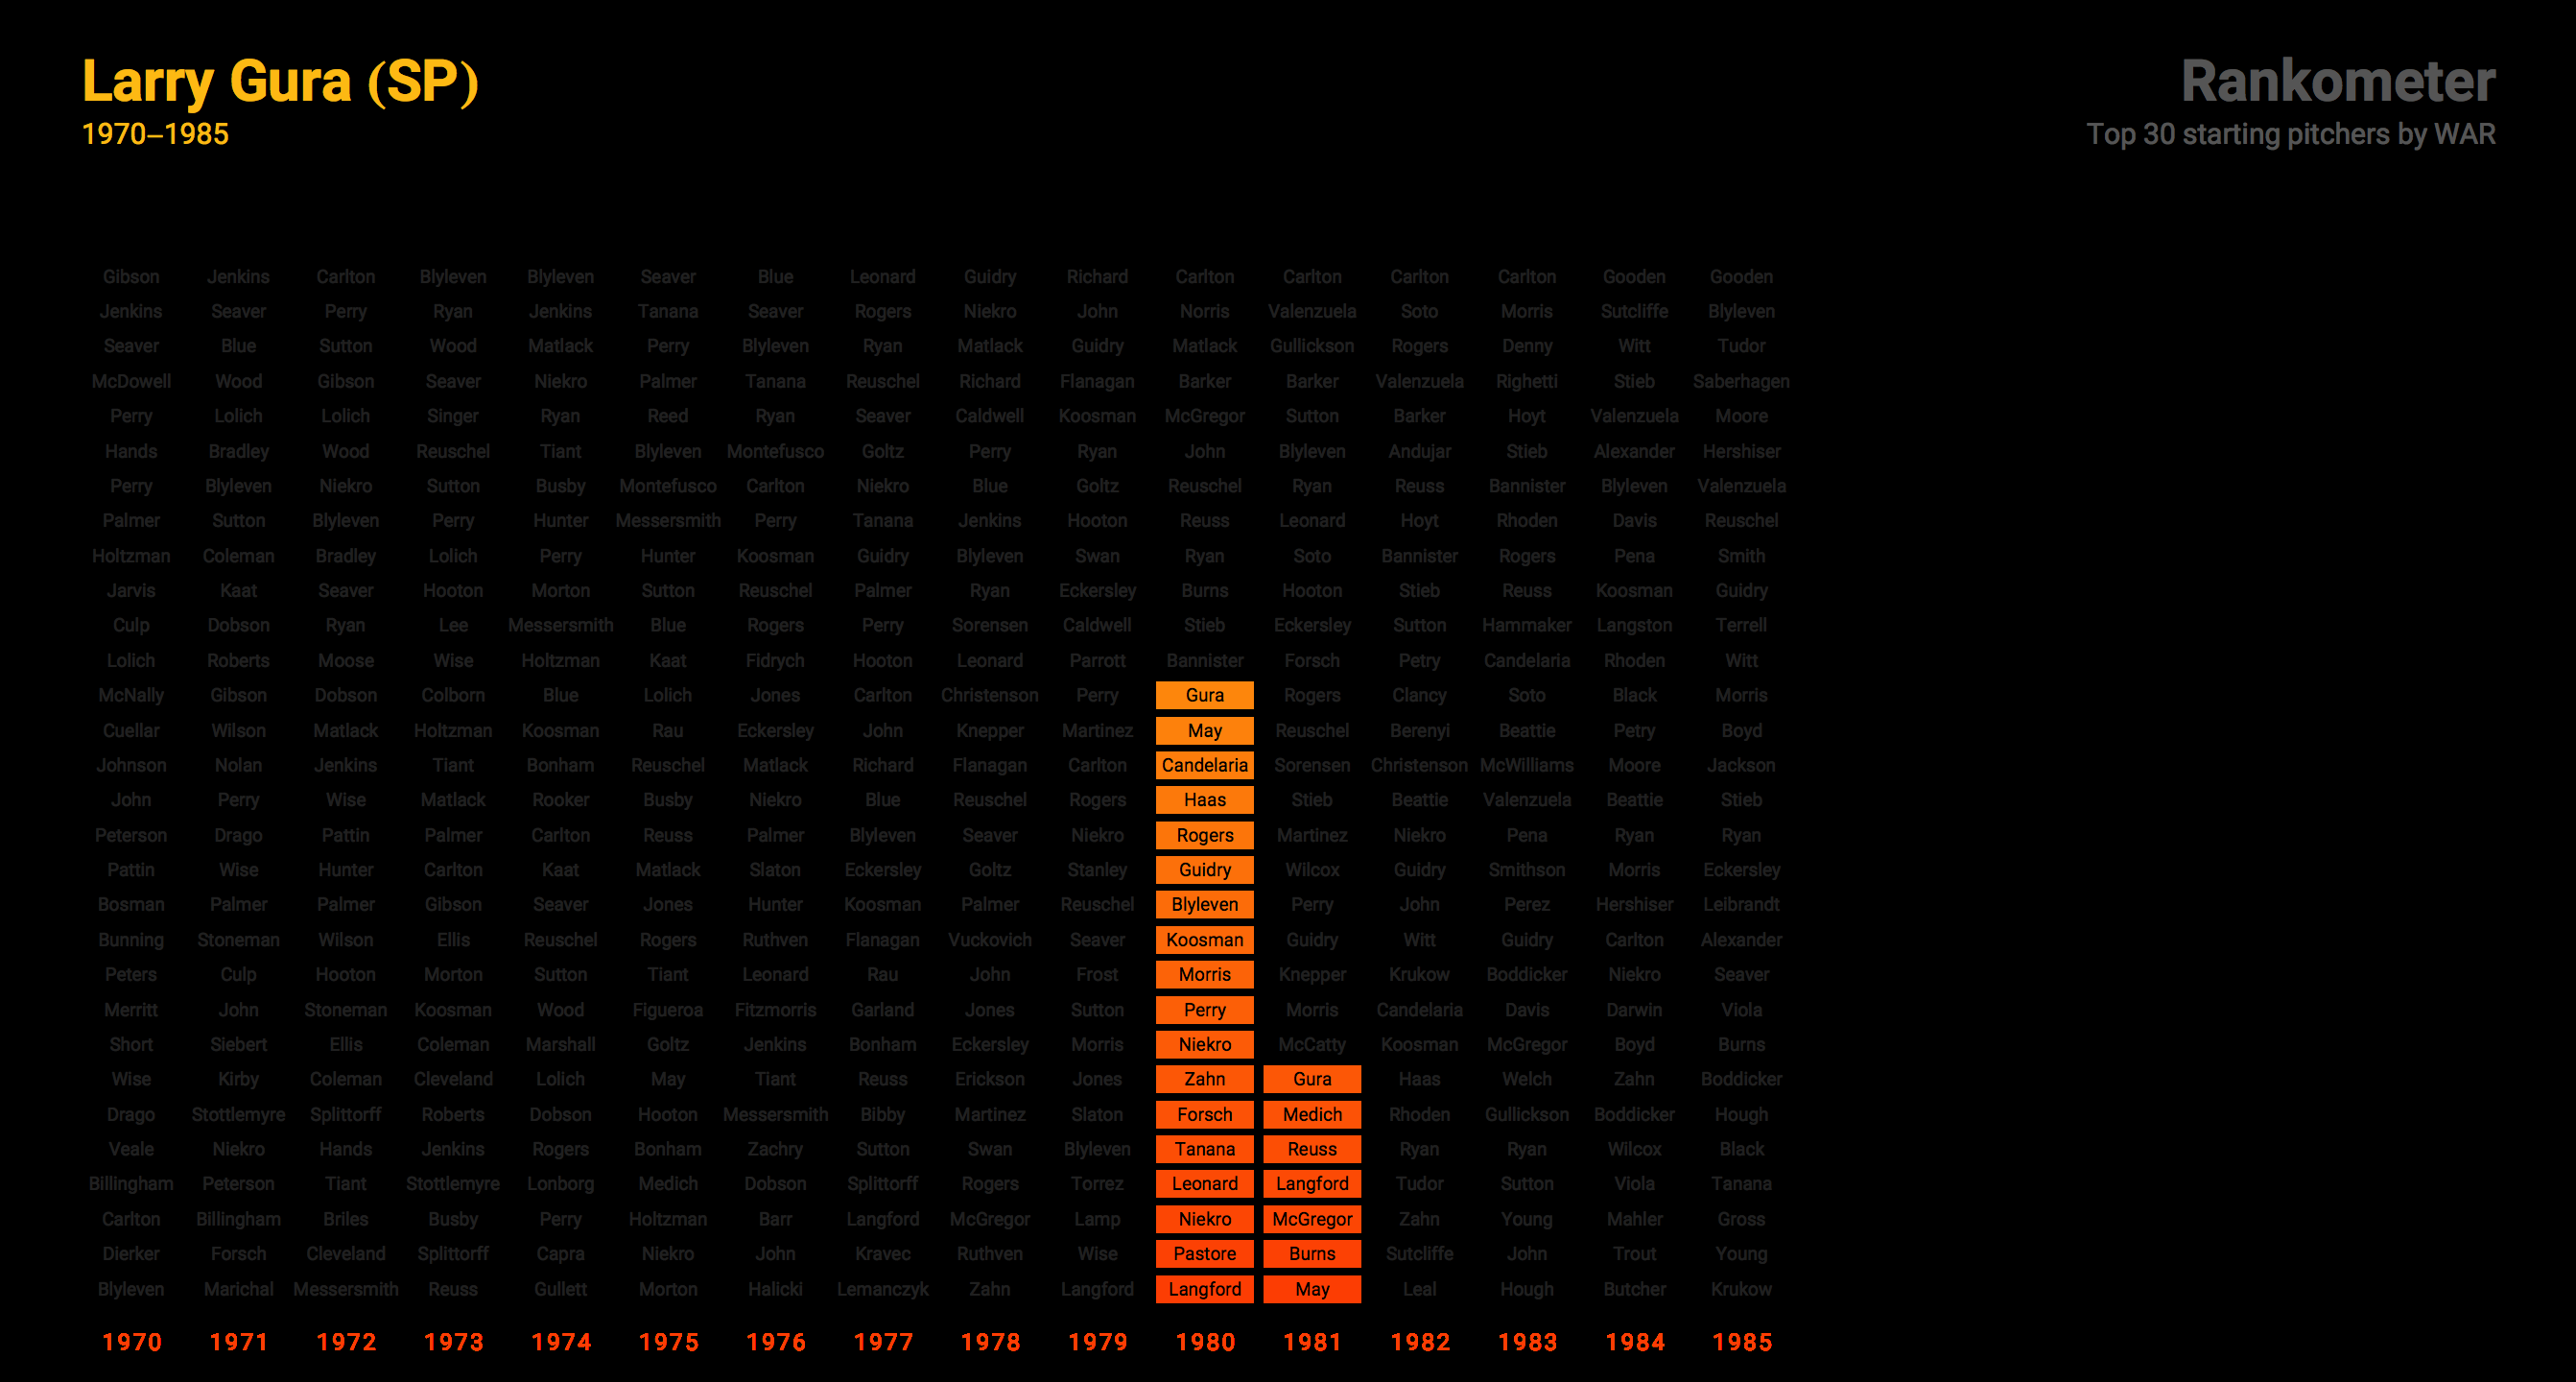 Larry Gura (SP)
1970–1985
Rankometer
Top 30 starting pitchers by WAR
Gibson Jenkins Carlton Blyleven Blyleven Seaver Blue Leonard Guidry Richard Carlton Carlton Carlton Carlton Gooden Gooden
Jenkins Seaver Perry Ryan Jenkins Tanana Seaver Rogers Niekro John Norris Valenzuela Soto Morris Sutcliffe Blyleven
Seaver Blue Sutton Wood Matlack Perry Blyleven Ryan Matlack Guidry Matlack Gullickson Rogers Denny Witt Tudor
McDowell Wood Gibson Seaver Niekro Palmer Tanana Reuschel Richard Flanagan Barker Barker Valenzuela Righetti Stieb Saberhagen
Perry Lolich Lolich Singer Ryan Reed Ryan Seaver Caldwell Koosman McGregor Sutton Barker Hoyt Valenzuela Moore
Hands Bradley Wood Reuschel Tiant Blyleven Montefusco Goltz Perry Ryan John Blyleven Andujar Stieb Alexander Hershiser
Perry Blyleven Niekro Sutton Busby Montefusco Carlton Niekro Blue Goltz Reuschel Ryan Reuss Bannister Blyleven Valenzuela
Palmer Sutton Blyleven Perry Hunter Messersmith Perry Tanana Jenkins Hooton Reuss Leonard Hoyt Rhoden Davis Reuschel
Holtzman Coleman Bradley Lolich Perry Hunter Koosman Guidry Blyleven Swan Ryan Soto Bannister Rogers Pena Smith
Jarvis Kaat Seaver Hooton Morton Sutton Reuschel Palmer Ryan Eckersley Burns Hooton Stieb Reuss Koosman Guidry
Culp Dobson Ryan Lee Messersmith Blue Rogers Perry Sorensen Caldwell Stieb Eckersley Sutton Hammaker Langston Terrell
Lolich Roberts Moose Wise Holtzman Kaat Fidrych Hooton Leonard Parrott Bannister Forsch Petry Candelaria Rhoden Witt
McNally Gibson Dobson Colborn Blue Lolich Jones Carlton Christenson Perry Gura Rogers Clancy Soto Black Morris
Cuellar Wilson Matlack Holtzman Koosman Rau Eckersley John Knepper Martinez May Reuschel Berenyi Beattie Petry Boyd
Johnson Nolan Jenkins Tiant Bonham Reuschel Matlack Richard Flanagan Carlton Candelaria Sorensen Christenson McWilliams Moore Jackson
John Perry Wise Matlack Rooker Busby Niekro Blue Reuschel Rogers Haas Stieb Beattie Valenzuela Beattie Stieb
Peterson Drago Pattin Palmer Carlton Reuss Palmer Blyleven Seaver Niekro Rogers Martinez Niekro Pena Ryan Ryan
Pattin Wise Hunter Carlton Kaat Matlack Slaton Eckersley Goltz Stanley Guidry Wilcox Guidry Smithson Morris Eckersley
Bosman Palmer Palmer Gibson Seaver Jones Hunter Koosman Palmer Reuschel Blyleven Perry John Perez Hershiser Leibrandt
Bunning Stoneman Wilson Ellis Reuschel Rogers Ruthven Flanagan Vuckovich Seaver Koosman Guidry Witt Guidry Carlton Alexander
Peters Culp Hooton Morton Sutton Tiant Leonard Rau John Frost Morris Knepper Krukow Boddicker Niekro Seaver
Merritt John Stoneman Koosman Wood Figueroa Fitzmorris Garland Jones Sutton Perry Morris Candelaria Davis Darwin Viola
Short Siebert Ellis Coleman Marshall Goltz Jenkins Bonham Eckersley Morris Niekro McCatty Koosman McGregor Boyd Burns
Wise Kirby Coleman Cleveland Lolich May Tiant Reuss Erickson Jones Zahn Gura Haas Welch Zahn Boddicker
Drago Stottlemyre Splittorff Roberts Dobson Hooton Messersmith Bibby Martinez Slaton Forsch Medich Rhoden Gullickson Boddicker Hough
Veale Niekro Hands Jenkins Rogers Bonham Zachry Sutton Swan Blyleven Tanana Reuss Ryan Ryan Wilcox Black
Billingham Peterson Tiant Stottlemyre Lonborg Medich Dobson Splittorff Rogers Torrez Leonard Langford Tudor Sutton Viola Tanana
Carlton Billingham Briles Busby Perry Holtzman Barr Langford McGregor Lamp Niekro McGregor Zahn Young Mahler Gross
Dierker Forsch Cleveland Splittorff Capra Niekro John Kravec Ruthven Wise Pastore Burns Sutcliffe John Trout Young
Blyleven Marichal Messersmith Reuss Gullett Morton Halicki Lemanczyk Zahn Langford Langford May Leal Hough Butcher Krukow
1970 1971 1972 1973 1974 1975 1976 1977 1978 1979 1980 1981 1982 1983 1984 1985